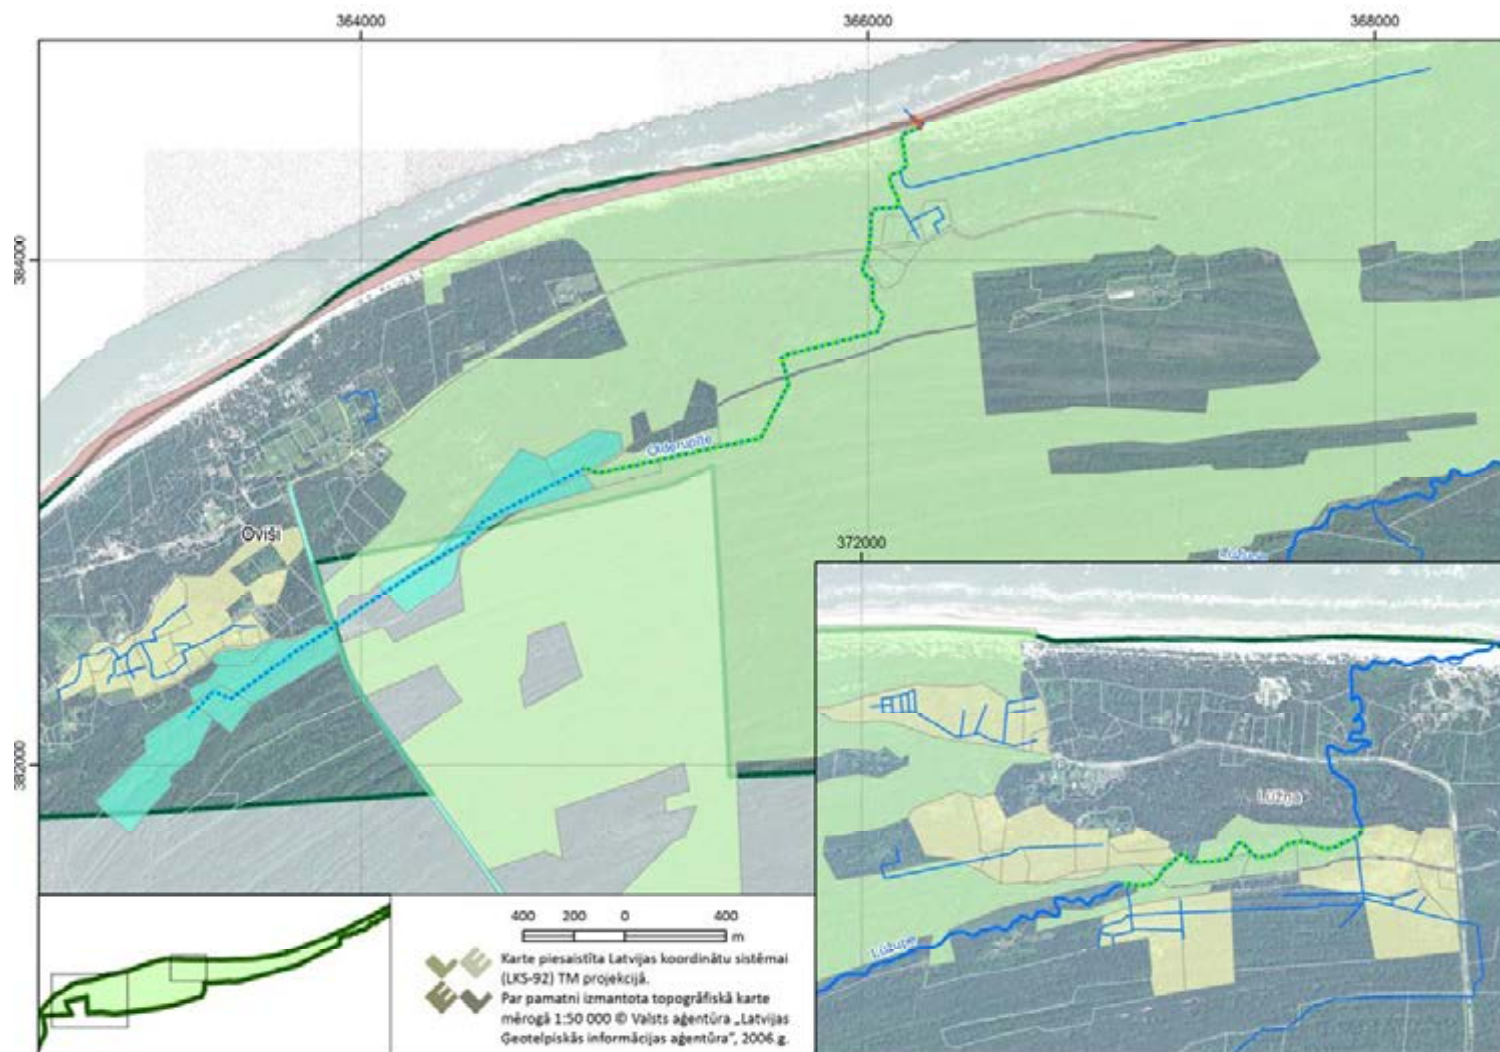 364000
366000
368000
384000
382000
Olderupīte
Oviši
Lūžupe
372000
Lūžņa
Lūžupe
400 200 0 400
m
Karte piesaistīta Latvijas koordinātu sistēmai
(LKS-92) TM projekcijā.
Par pamatni izmantota topogrāfiskā karte
mērogā 1:50 000 © Valsts aģentūra „Latvijas
Ģeotelpiskās informācijas aģentūra”, 2006.g.